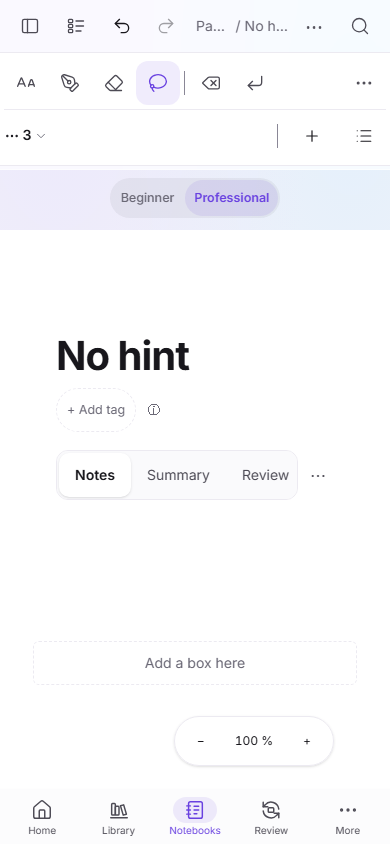 Pa... / No h...
AA
3
Beginner Professional
No hint
+ Add tag
Notes Summary Review
Add a box here
− 100 % +
Home Library Notebooks Review More